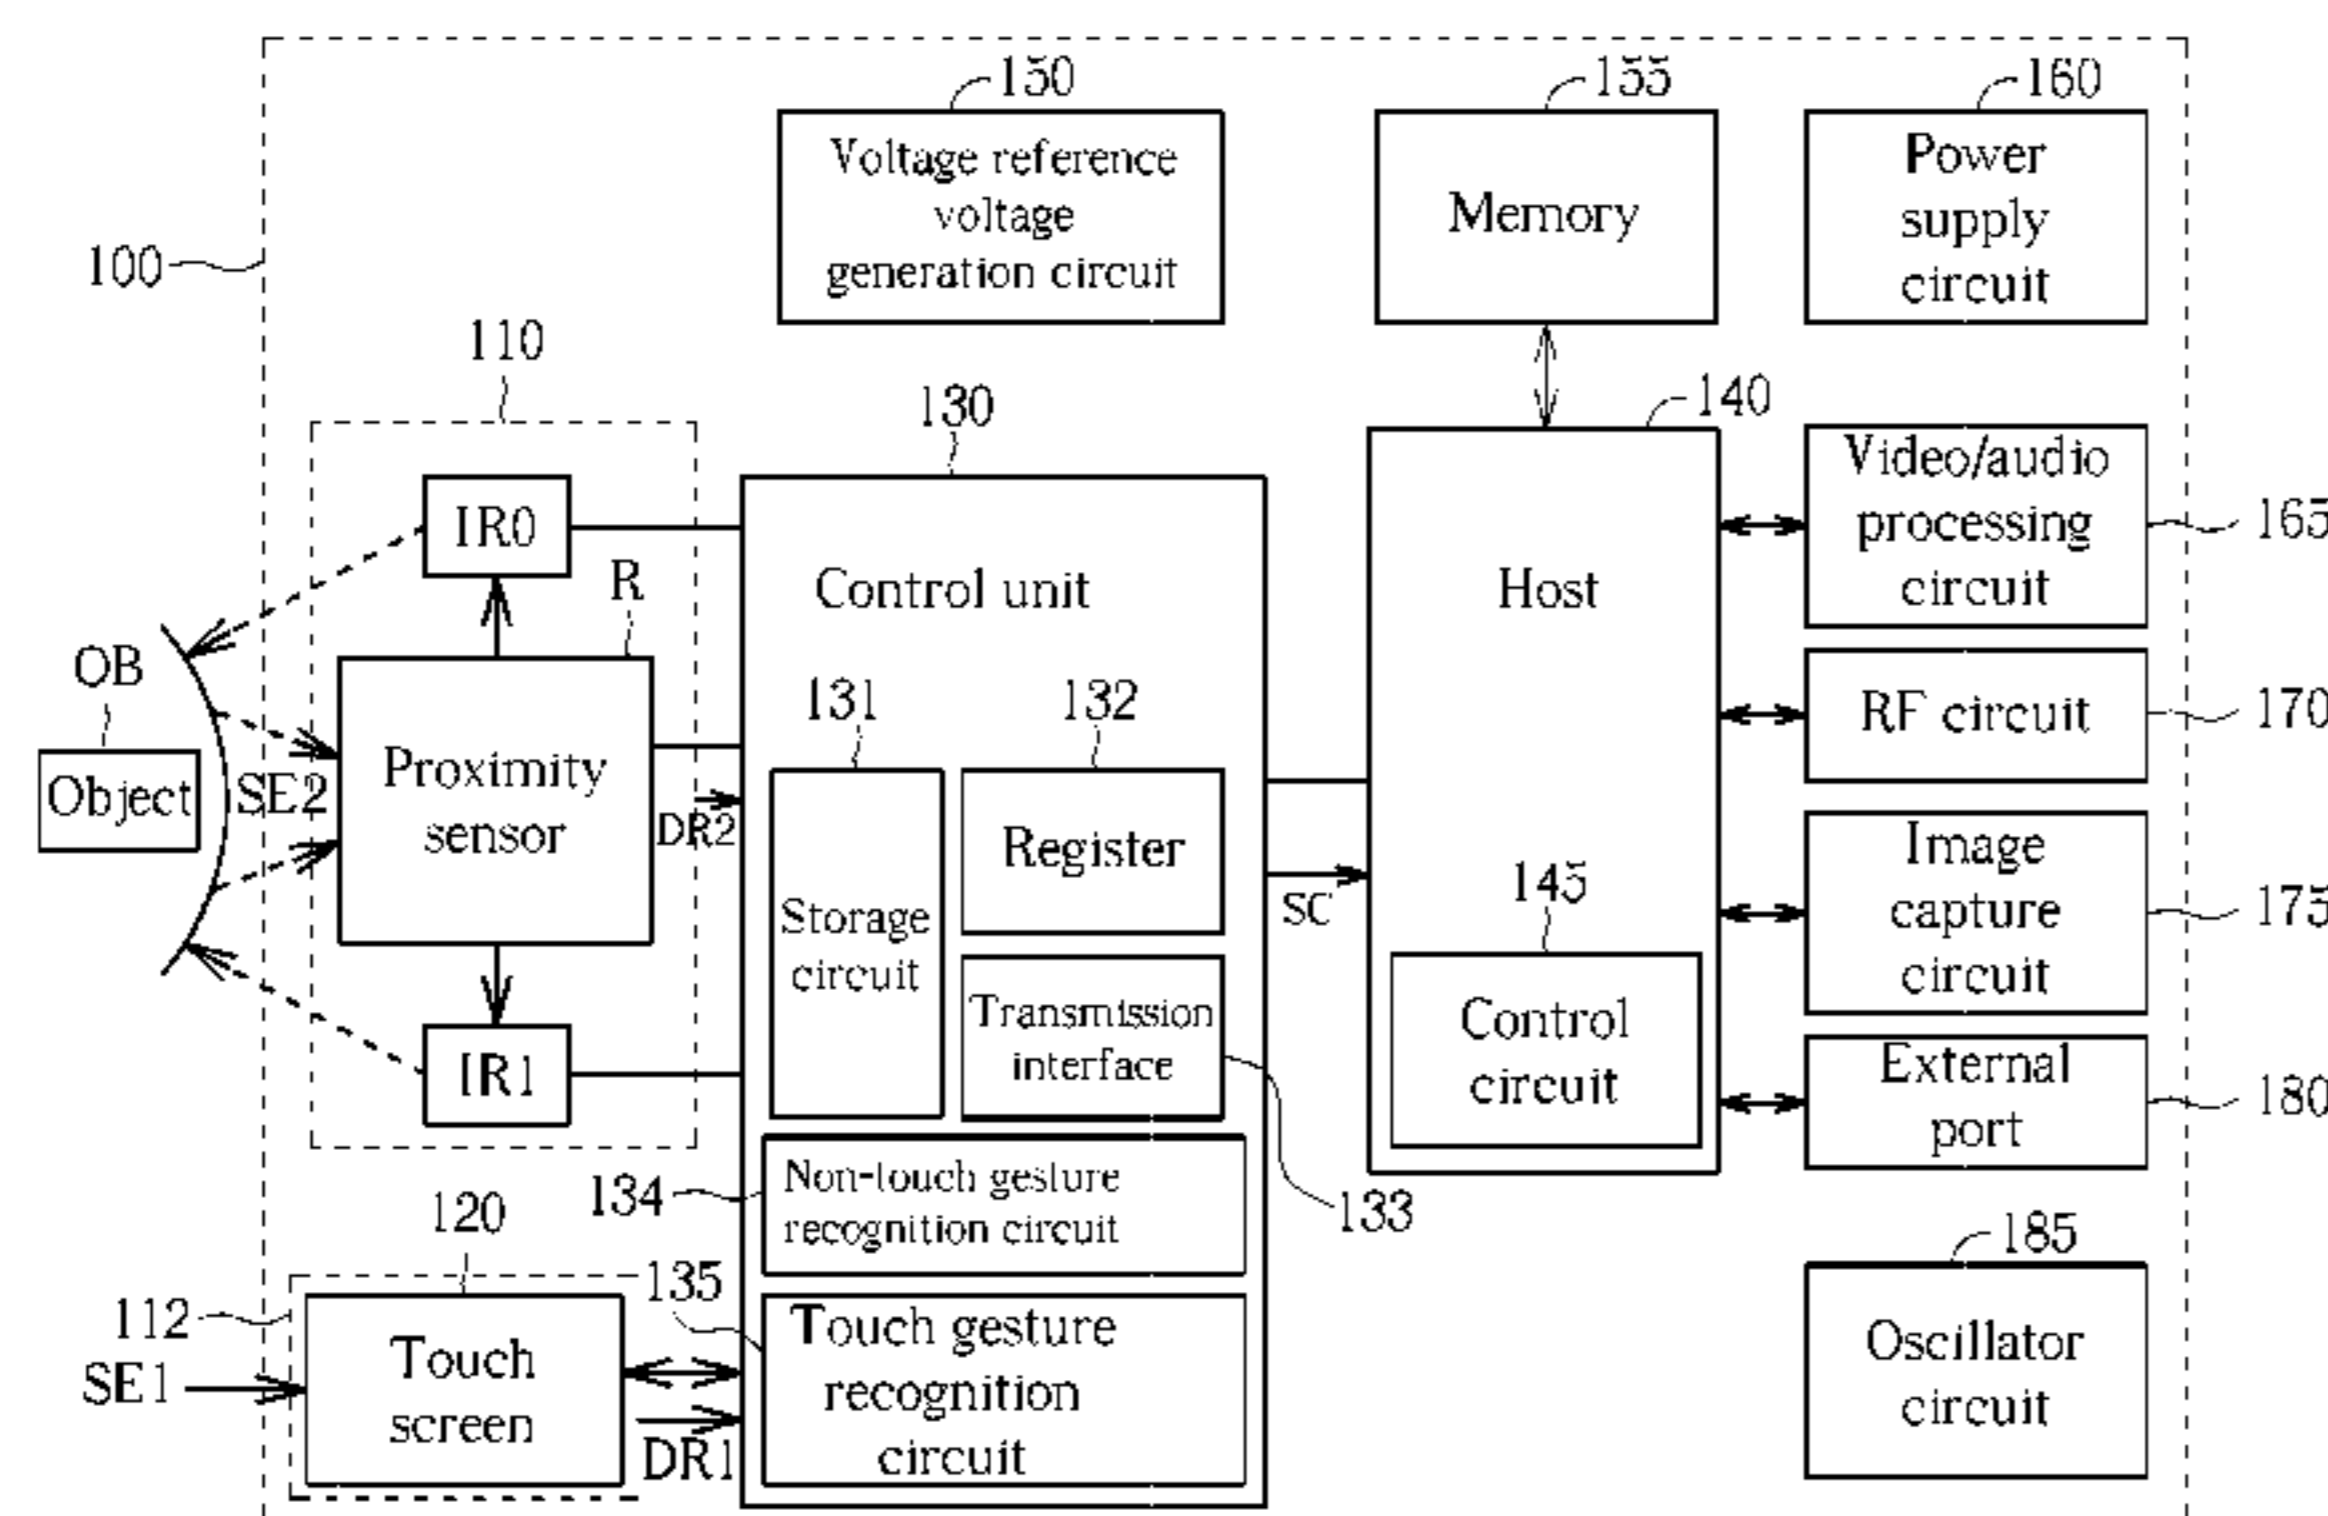 150
155
160
Voltage reference
voltage
generation circuit
Memory
Power
supply
circuit
100
110
130
140
IR0
R
Control unit
Host
Video/audio
processing
circuit
165
OB
Object
SE2
Proximity
sensor
DR2
131
132
Storage
circuit
Register
Transmission
interface
133
SC
145
Control
circuit
RF circuit
170
Image
capture
circuit
175
External
port
180
IR1
134
Non-touch gesture
recognition circuit
120
112
SE1
Touch
screen
135
DR1
Touch gesture
recognition
circuit
185
Oscillator
circuit